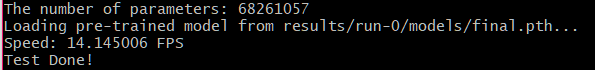 The number of parameters: 68261057
Loading pre-trained model from results/run-0/models/final.pth...
Speed: 14.145006 FPS
Test Done!